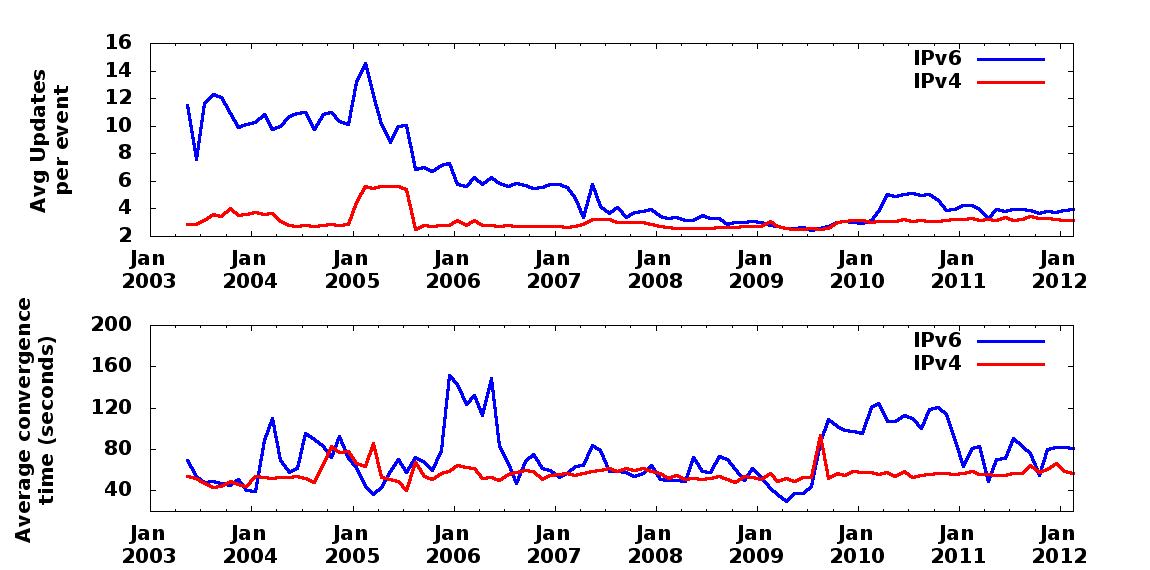 16
14
12
10
8
6
4
2
Avg Updates
per event
IPv6
IPv4
Jan Jan Jan Jan Jan Jan Jan Jan Jan Jan
2003 2004 2005 2006 2007 2008 2009 2010 2011 2012
200
160
120
80
40
Average convergence
time (seconds)
IPv6
IPv4
Jan Jan Jan Jan Jan Jan Jan Jan Jan Jan
2003 2004 2005 2006 2007 2008 2009 2010 2011 2012